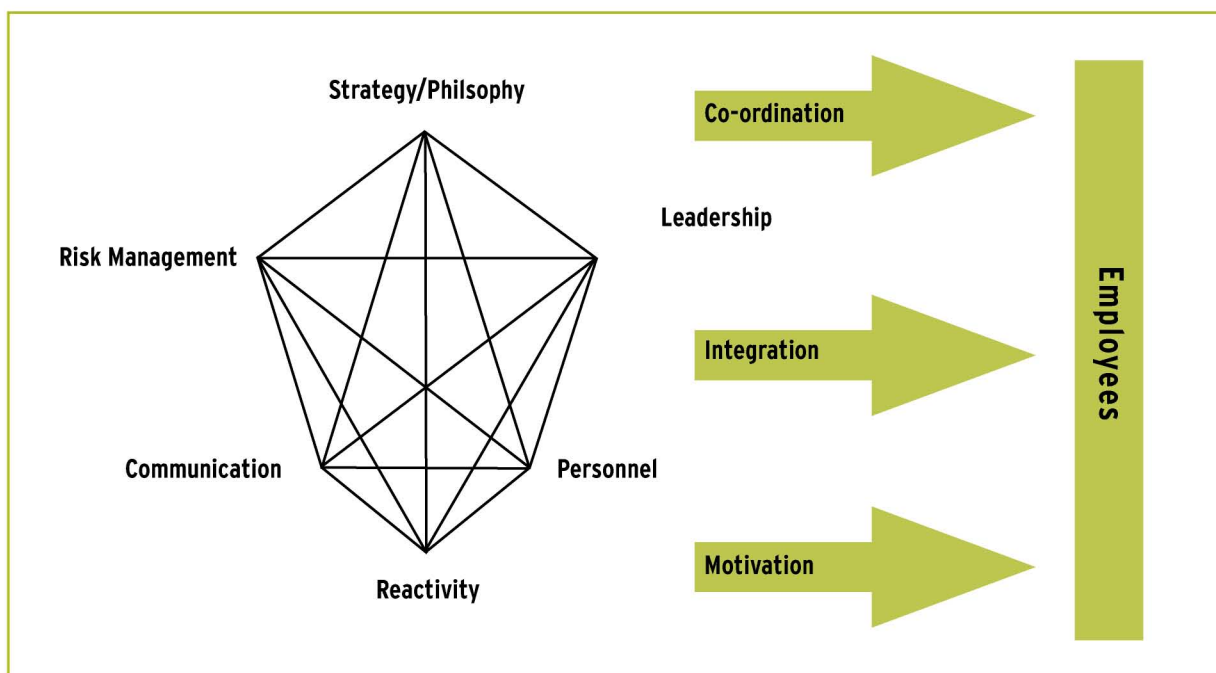 Strategy/Philsophy
Co-ordination
Leadership
Risk Management
Employees
Integration
Communication
Personnel
Motivation
Reactivity